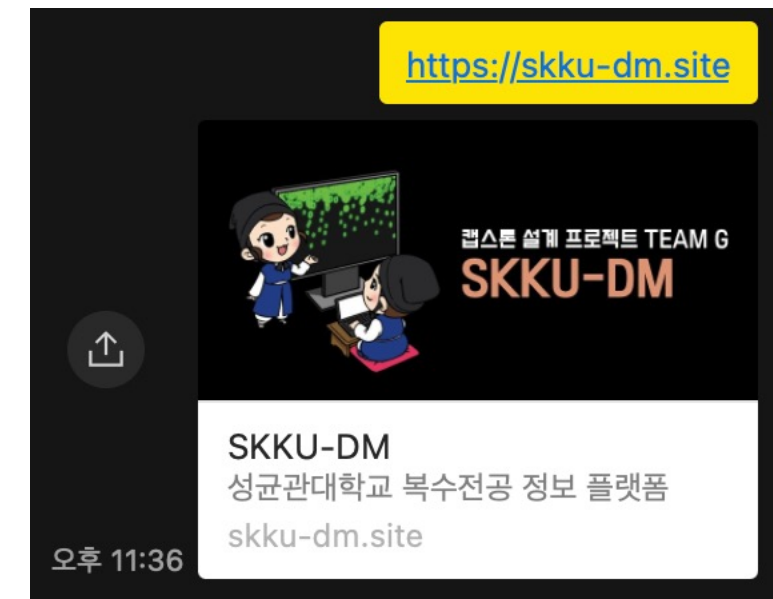 https://skku-dm.site
캡스톤 설계 프로젝트 TEAM G
SKKU-DM
SKKU-DM
성균관대학교 복수전공 정보 플랫폼
skku-dm.site
오후 11:36